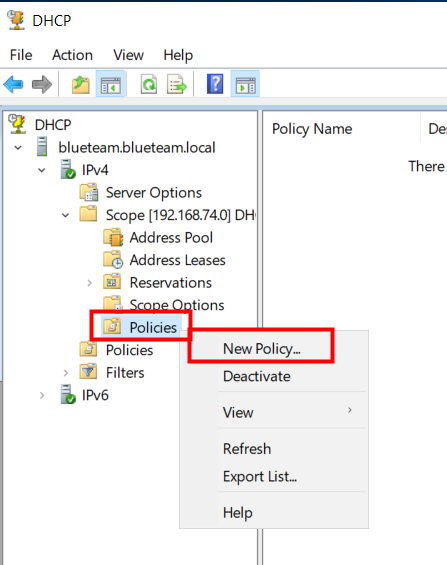 DHCP
File Action View Help
DHCP
Policy Name
De
blueteam.blueteam.local
There
IPv4
Server Options
Scope [192.168.74.0] DH
Address Pool
Address Leases
Reservations
Scope Options
Policies
New Policy...
Policies
Deactivate
Filters
IPv6
View
Refresh
Export List...
Help